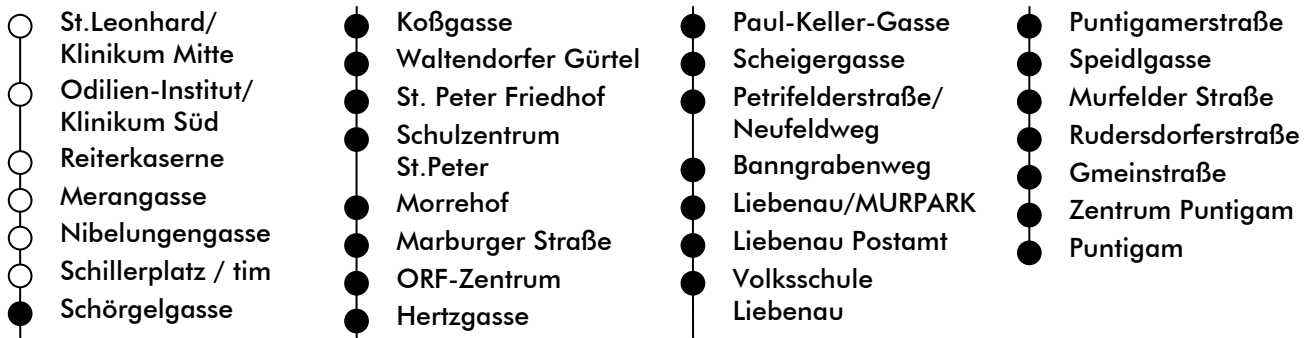 St.Leonhard/
Klinikum Mitte
Odilien-Institut/
Klinikum Süd
Reiterkaserne
Merangasse
Nibelungengasse
Schillerplatz / tim
Schörgelgasse
Koßgasse
Waltendorfer Gürtel
St. Peter Friedhof
Schulzentrum
St.Peter
Morrehof
Marburger Straße
ORF-Zentrum
Hertzgasse
Paul-Keller-Gasse
Scheigergasse
Petrifelderstraße/
Neufeldweg
Banngrabenweg
Liebenau/MURPARK
Liebenau Postamt
Volksschule
Liebenau
Puntigamerstraße
Speidlgasse
Murfelder Straße
Rudersdorferstraße
Gmeinstraße
Zentrum Puntigam
Puntigam